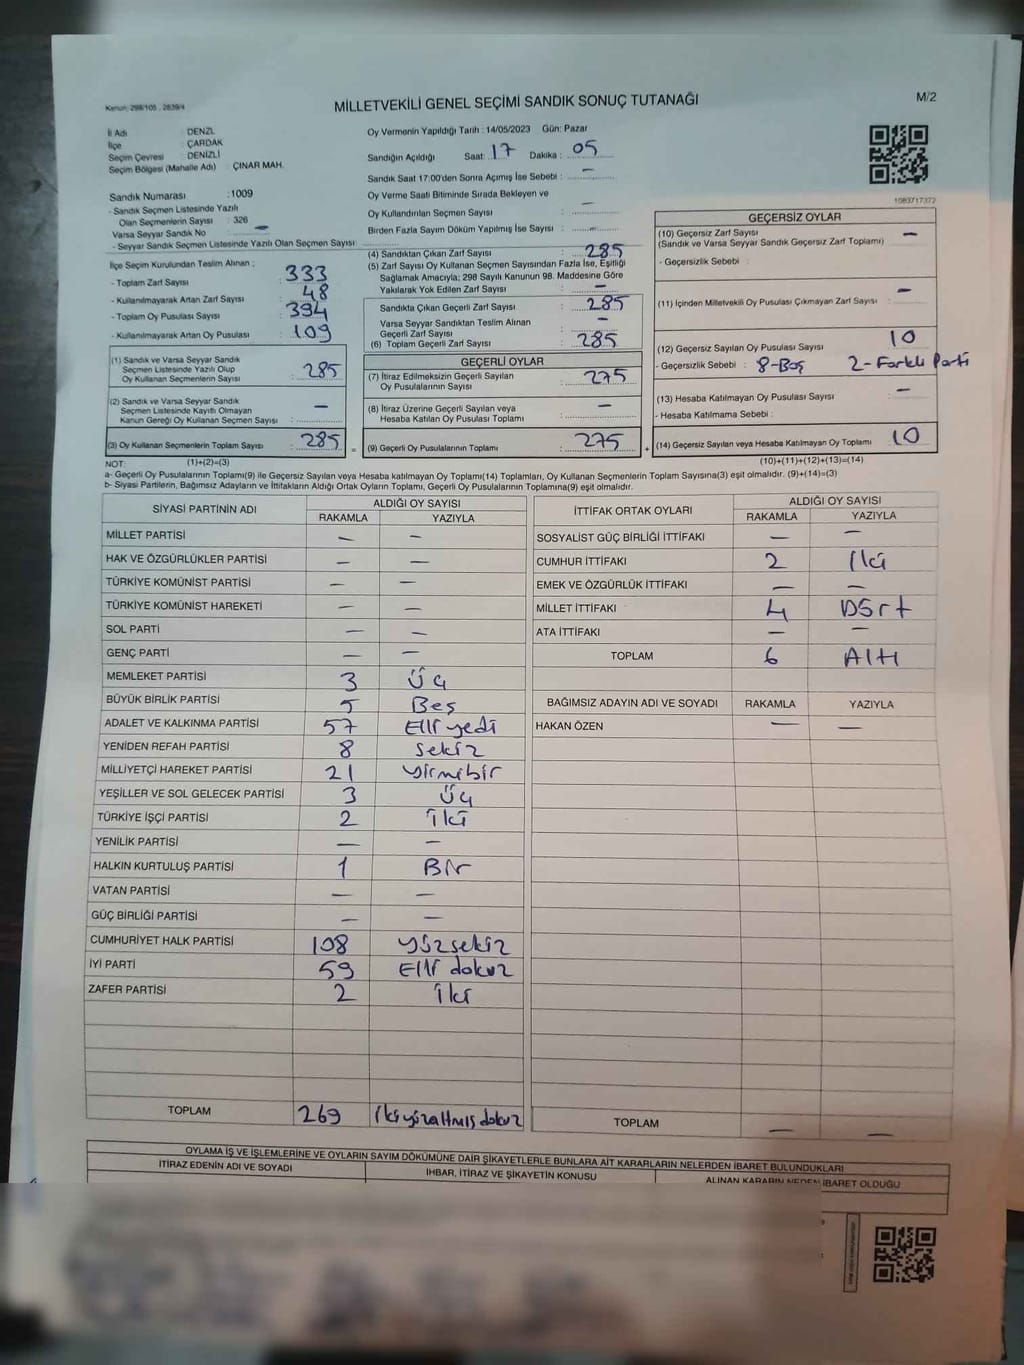 Kanun: 298/105 , 2839/4
MİLLETVEKİLİ GENEL SEÇİMİ SANDIK SONUÇ TUTANAĞI
M/2
İl Adı : DENİZLİ
İlçe : ÇARDAK
Seçim Çevresi : DENİZLİ
Seçim Bölgesi (Mahalle Adı) : ÇINAR MAH.
Oy Vermenin Yapıldığı Tarih : 14/05/2023 Gün: Pazar
Sandığın Açıldığı Saat: 17 Dakika : 05
Sandık Saat 17:00'den Sonra Açımış İse Sebebi : —
Oy Verme Saati Bitiminde Sırada Bekleyen ve
Oy Kullandırılan Seçmen Sayısı : —
Birden Fazla Sayım Döküm Yapılmış İse Sayısı : —
Sandık Numarası : 1009
- Sandık Seçmen Listesinde Yazılı
Olan Seçmenlerin Sayısı : 326
Varsa Seyyar Sandık No : —
- Seyyar Sandık Seçmen Listesinde Yazılı Olan Seçmen Sayısı:
1083717372
İlçe Seçim Kurulundan Teslim Alınan ;
- Toplam Zarf Sayısı : 333
- Kullanılmayarak Artan Zarf Sayısı : 48
- Toplam Oy Pusulası Sayısı : 394
- Kullanılmayarak Artan Oy Pusulası : 109
(1) Sandık ve Varsa Seyyar Sandık
Seçmen Listesinde Yazılı Olup
Oy Kullanan Seçmenlerin Sayısı : 285
(2) Sandık ve Varsa Seyyar Sandık
Seçmen Listesinde Kayıtlı Olmayan
Kanun Gereği Oy Kullanan Seçmen Sayısı : —
(3) Oy Kullanan Seçmenlerin Toplam Sayısı : 285 =
(4) Sandıktan Çıkan Zarf Sayısı : 285
(5) Zarf Sayısı Oy Kullanan Seçmen Sayısından Fazla İse, Eşitliği
Sağlamak Amacıyla; 298 Sayılı Kanunun 98. Maddesine Göre
Yakılarak Yok Edilen Zarf Sayısı : —
Sandıkta Çıkan Geçerli Zarf Sayısı : 285
Varsa Seyyar Sandıktan Teslim Alınan
Geçerli Zarf Sayısı : —
(6) Toplam Geçerli Zarf Sayısı : 285
GEÇERLİ OYLAR
(7) İtiraz Edilmeksizin Geçerli Sayılan
Oy Pusulalarının Sayısı : 275
(8) İtiraz Üzerine Geçerli Sayılan veya
Hesaba Katılan Oy Pusulası Toplamı : —
(9) Geçerli Oy Pusulalarının Toplamı : 275 +
GEÇERSİZ OYLAR
(10) Geçersiz Zarf Sayısı : —
(Sandık ve Varsa Seyyar Sandık Geçersiz Zarf Toplamı)
- Geçersizlik Sebebi :
(11) İçinden Milletvekili Oy Pusulası Çıkmayan Zarf Sayısı : —
(12) Geçersiz Sayılan Oy Pusulası Sayısı : 10
- Geçersizlik Sebebi : 8-Boş 2-Farklı Parti
(13) Hesaba Katılmayan Oy Pusulası Sayısı : —
- Hesaba Katılmama Sebebi :
(14) Geçersiz Sayılan veya Hesaba Katılmayan Oy Toplamı : 10
NOT: (1)+(2)=(3) (10)+(11)+(12)+(13)=(14)
a- Geçerli Oy Pusulalarının Toplamı(9) ile Geçersiz Sayılan veya Hesaba katılmayan Oy Toplamı(14) Toplamları, Oy Kullanan Seçmenlerin Toplam Sayısına(3) eşit olmalıdır. (9)+(14)=(3)
b- Siyasi Partilerin, Bağımsız Adayların ve İttifakların Aldığı Ortak Oyların Toplamı, Geçerli Oy Pusulalarının Toplamına(9) eşit olmalıdır.
SİYASİ PARTİNİN ADI ALDIĞI OY SAYISI
RAKAMLA YAZIYLA
MİLLET PARTİSİ — —
HAK VE ÖZGÜRLÜKLER PARTİSİ — —
TÜRKİYE KOMÜNİST PARTİSİ — —
TÜRKİYE KOMÜNİST HAREKETİ — —
SOL PARTİ — —
GENÇ PARTİ — —
MEMLEKET PARTİSİ 3 Üç
BÜYÜK BİRLİK PARTİSİ 5 Beş
ADALET VE KALKINMA PARTİSİ 57 Elli yedi
YENİDEN REFAH PARTİSİ 8 Sekiz
MİLLİYETÇİ HAREKET PARTİSİ 21 Yirmibir
YEŞİLLER VE SOL GELECEK PARTİSİ 3 Üç
TÜRKİYE İŞÇİ PARTİSİ 2 İki
YENİLİK PARTİSİ — —
HALKIN KURTULUŞ PARTİSİ 1 Bir
VATAN PARTİSİ — —
GÜÇ BİRLİĞİ PARTİSİ — —
CUMHURİYET HALK PARTİSİ 108 Yüzsekiz
İYİ PARTİ 59 Elli dokuz
ZAFER PARTİSİ 2 İki
TOPLAM 269 İkiyüzaltmışdokuz
İTTİFAK ORTAK OYLARI ALDIĞI OY SAYISI
RAKAMLA YAZIYLA
SOSYALİST GÜÇ BİRLİĞİ İTTİFAKI — —
CUMHUR İTTİFAKI 2 İki
EMEK VE ÖZGÜRLÜK İTTİFAKI — —
MİLLET İTTİFAKI 4 Dört
ATA İTTİFAKI — —
TOPLAM 6 Altı
BAĞIMSIZ ADAYIN ADI VE SOYADI RAKAMLA YAZIYLA
HAKAN ÖZEN — —
TOPLAM — —
OYLAMA İŞ VE İŞLEMLERİNE VE OYLARIN SAYIM DÖKÜMÜNE DAİR ŞİKAYETLERLE BUNLARA AİT KARARLARIN NELERDEN İBARET BULUNDUKLARI
İTİRAZ EDENİN ADI VE SOYADI İHBAR, İTİRAZ VE ŞİKAYETİN KONUSU ALINAN KARARIN NEDEN İBARET OLDUĞU